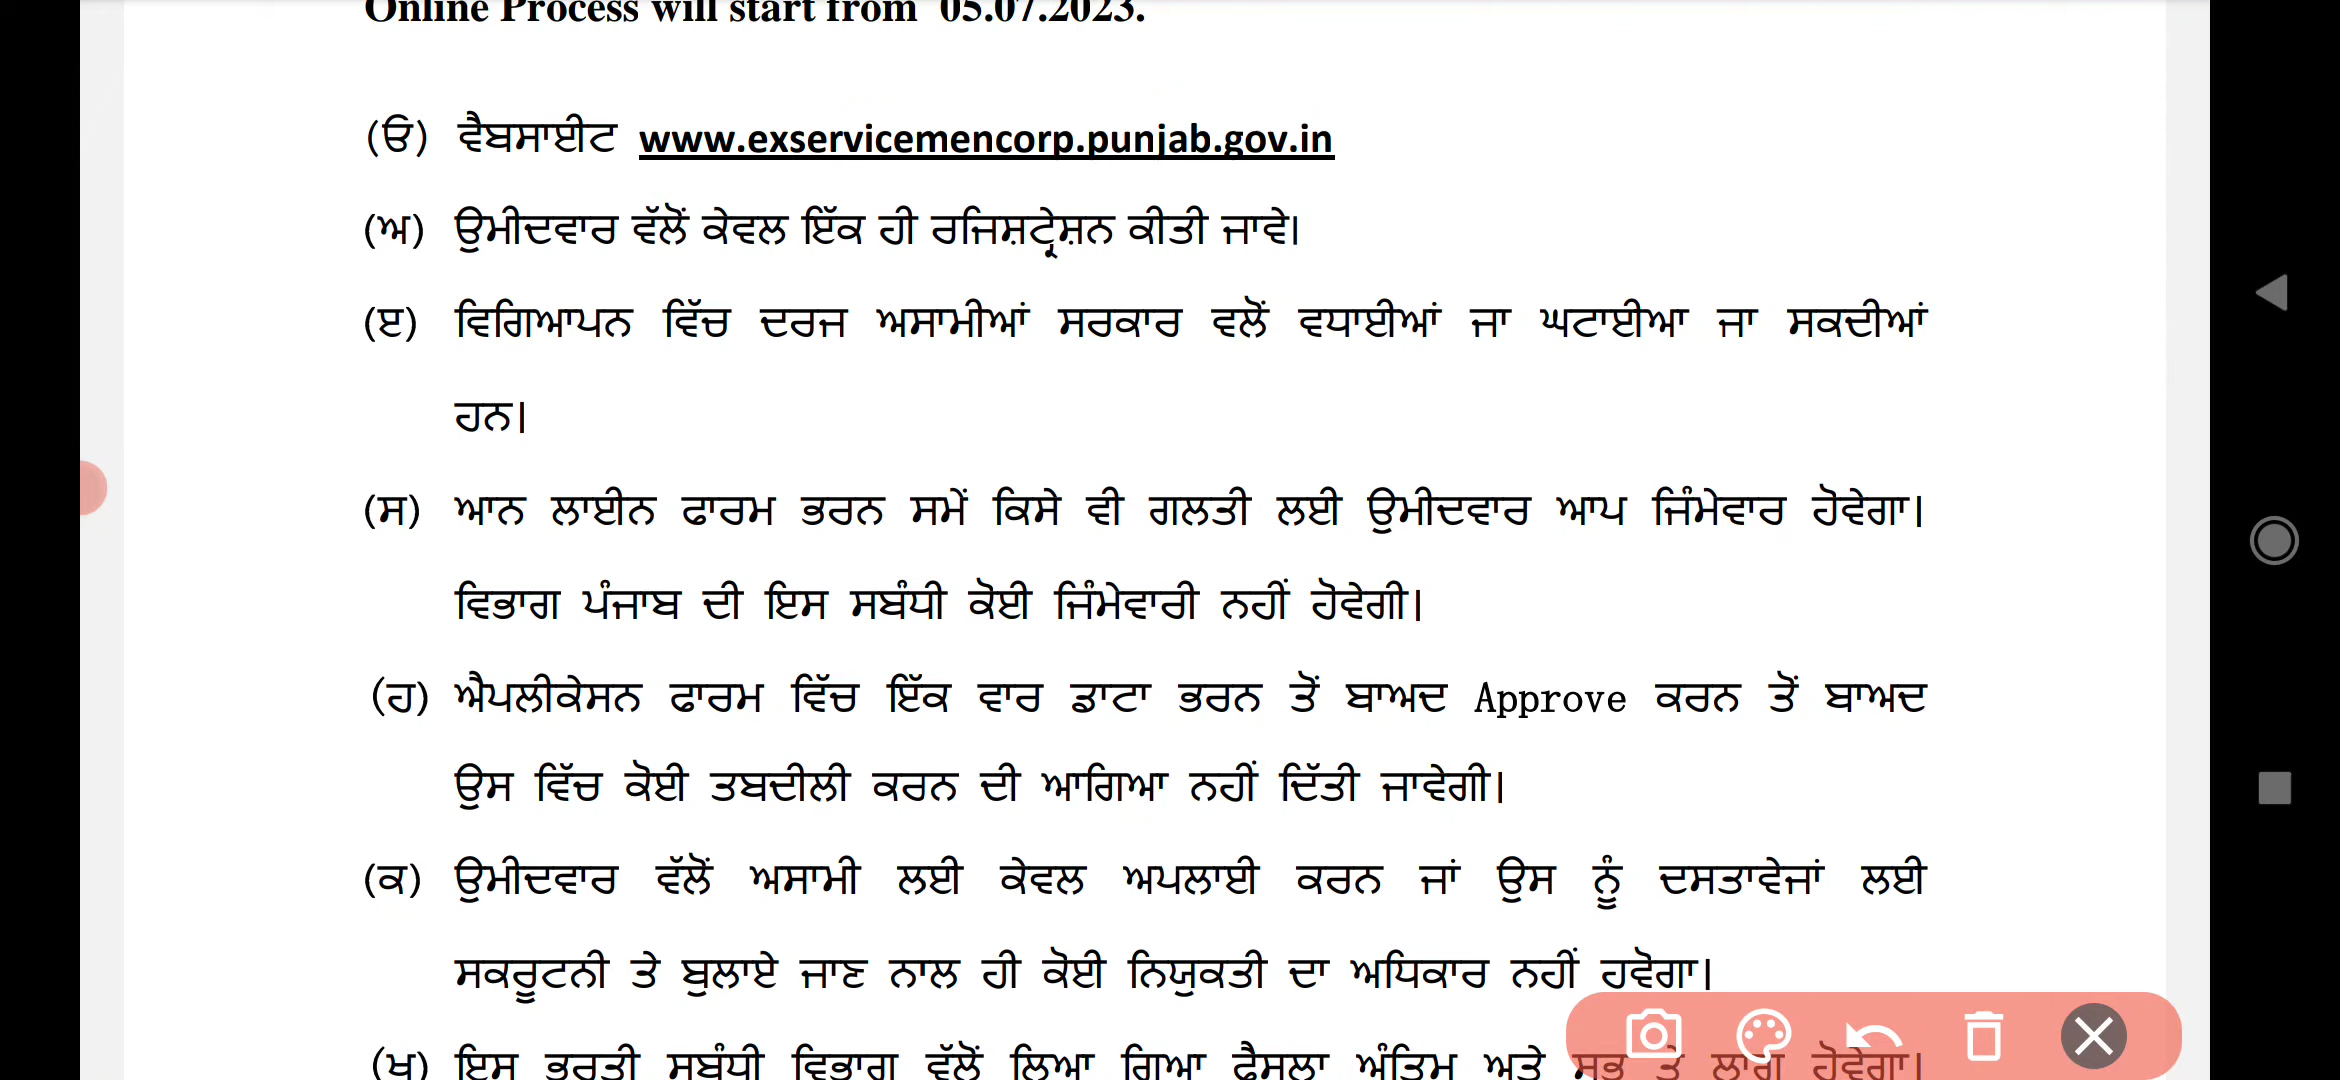 Online Process will start from 05.07.2023.
(ੳ) ਵੈਬਸਾਈਟ www.exservicemencorp.punjab.gov.in
(ਅ) ਉਮੀਦਵਾਰ ਵੱਲੋਂ ਕੇਵਲ ਇੱਕ ਹੀ ਰਜਿਸ਼ਟ੍ਰੇਸ਼ਨ ਕੀਤੀ ਜਾਵੇ।
(ੲ) ਵਿਗਿਆਪਨ ਵਿੱਚ ਦਰਜ ਅਸਾਮੀਆਂ ਸਰਕਾਰ ਵਲੋਂ ਵਧਾਈਆਂ ਜਾ ਘਟਾਈਆ ਜਾ ਸਕਦੀਆਂ
ਹਨ।
(ਸ) ਆਨ ਲਾਈਨ ਫਾਰਮ ਭਰਨ ਸਮੇਂ ਕਿਸੇ ਵੀ ਗਲਤੀ ਲਈ ਉਮੀਦਵਾਰ ਆਪ ਜਿੰਮੇਵਾਰ ਹੋਵੇਗਾ।
ਵਿਭਾਗ ਪੰਜਾਬ ਦੀ ਇਸ ਸਬੰਧੀ ਕੋਈ ਜਿੰਮੇਵਾਰੀ ਨਹੀਂ ਹੋਵੇਗੀ।
(ਹ) ਐਪਲੀਕੇਸਨ ਫਾਰਮ ਵਿੱਚ ਇੱਕ ਵਾਰ ਡਾਟਾ ਭਰਨ ਤੋਂ ਬਾਅਦ Approve ਕਰਨ ਤੋਂ ਬਾਅਦ
ਉਸ ਵਿੱਚ ਕੋਈ ਤਬਦੀਲੀ ਕਰਨ ਦੀ ਆਗਿਆ ਨਹੀਂ ਦਿੱਤੀ ਜਾਵੇਗੀ।
(ਕ) ਉਮੀਦਵਾਰ ਵੱਲੋਂ ਅਸਾਮੀ ਲਈ ਕੇਵਲ ਅਪਲਾਈ ਕਰਨ ਜਾਂ ਉਸ ਨੂੰ ਦਸਤਾਵੇਜਾਂ ਲਈ
ਸਕਰੂਟਨੀ ਤੇ ਬੁਲਾਏ ਜਾਣ ਨਾਲ ਹੀ ਕੋਈ ਨਿਯੁਕਤੀ ਦਾ ਅਧਿਕਾਰ ਨਹੀਂ ਹਵੋਗਾ।
(ਖ) ਇਸ ਭਰਤੀ ਸਬੰਧੀ ਵਿਭਾਗ ਵੱਲੋਂ ਲਿਆ ਗਿਆ ਫੈਸਲਾ ਅੰਤਿਮ ਅਤੇ ਸਭ ਤੇ ਲਾਗੂ ਹੋਵੇਗਾ।